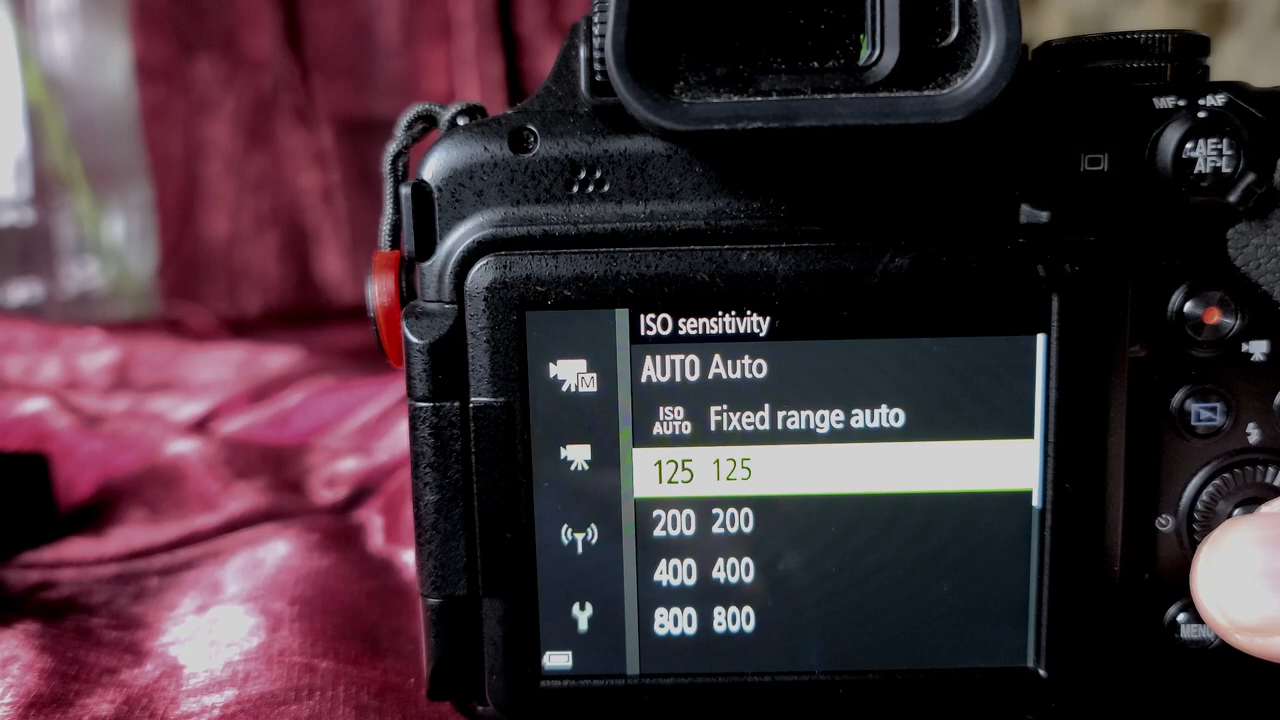 MF AF
AE-L
AF-L
ISO sensitivity
AUTO Auto
M
ISO AUTO Fixed range auto
125 125
200 200
400 400
800 800
MENU